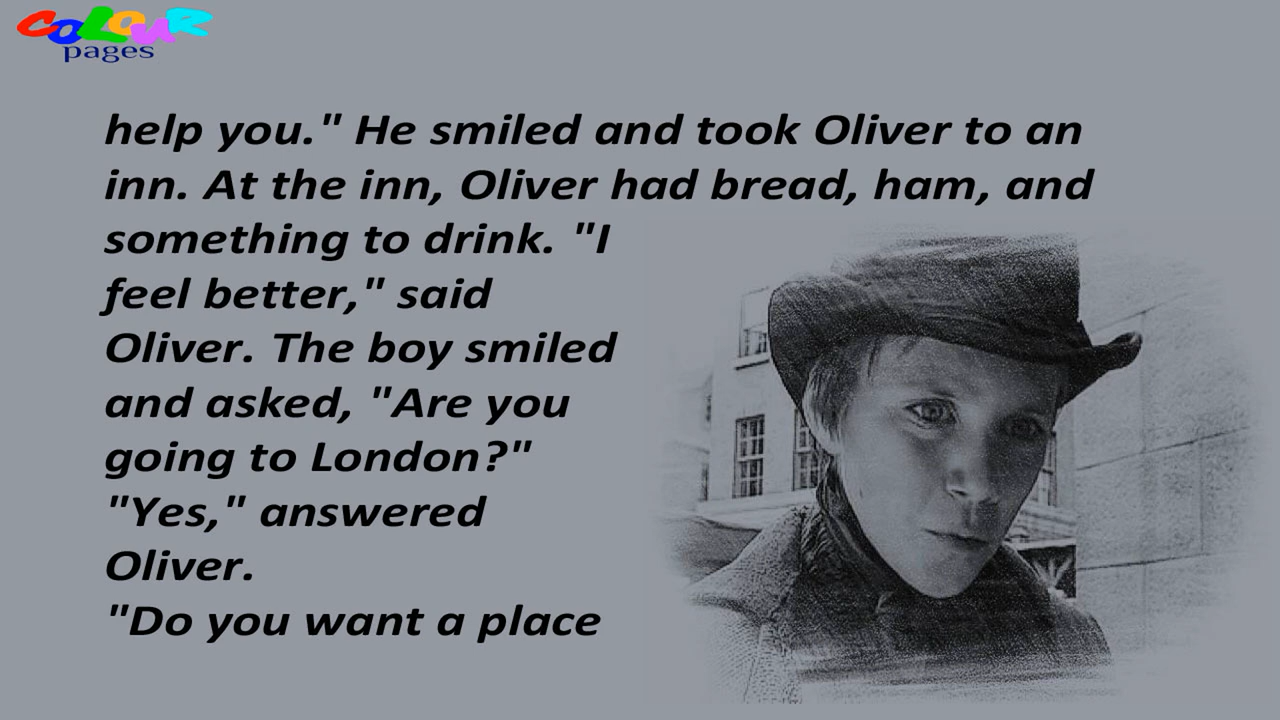 COLOUR
pages
help you." He smiled and took Oliver to an
inn. At the inn, Oliver had bread, ham, and
something to drink. "I
feel better," said
Oliver. The boy smiled
and asked, "Are you
going to London?"
"Yes," answered
Oliver.
"Do you want a place